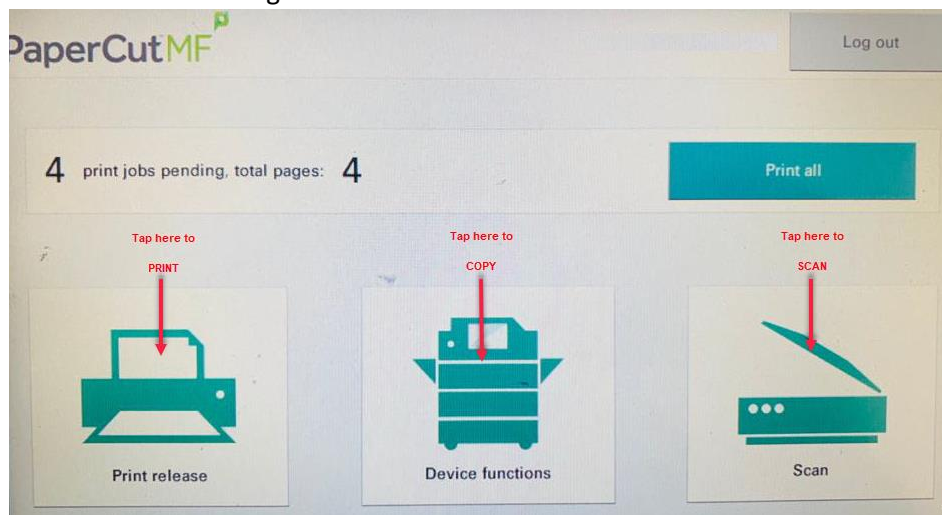 PaperCutMF
Log out
4 print jobs pending, total pages: 4
Print all
Tap here to
PRINT
Tap here to
COPY
Tap here to
SCAN
Print release
Device functions
Scan